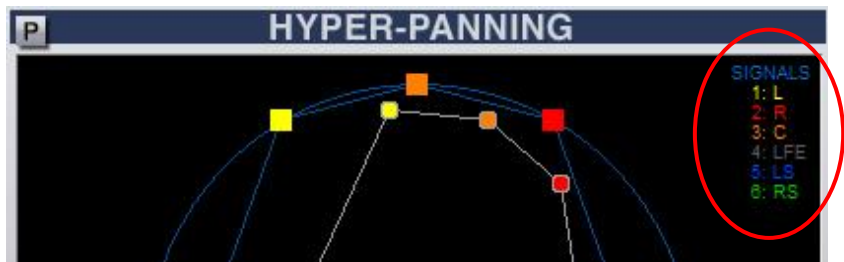 P
HYPER-PANNING
SIGNALS
1: L
2: R
3: C
4: LFE
5: LS
6: RS